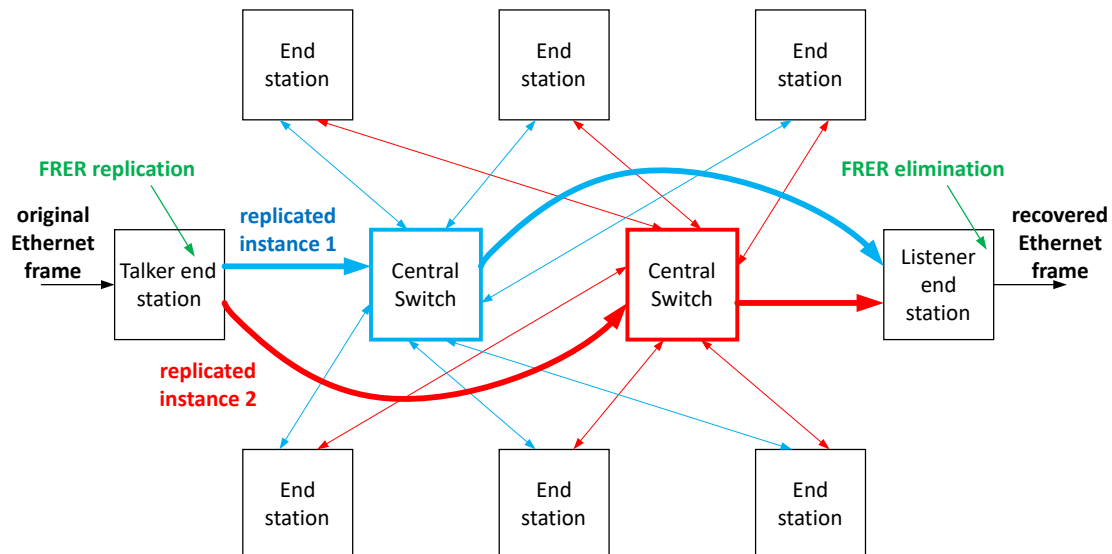 End
station
End
station
End
station
FRER replication
FRER elimination
original
Ethernet
frame
replicated
instance 1
recovered
Ethernet
frame
Talker end
station
Central
Switch
Central
Switch
Listener
end
station
replicated
instance 2
End
station
End
station
End
station